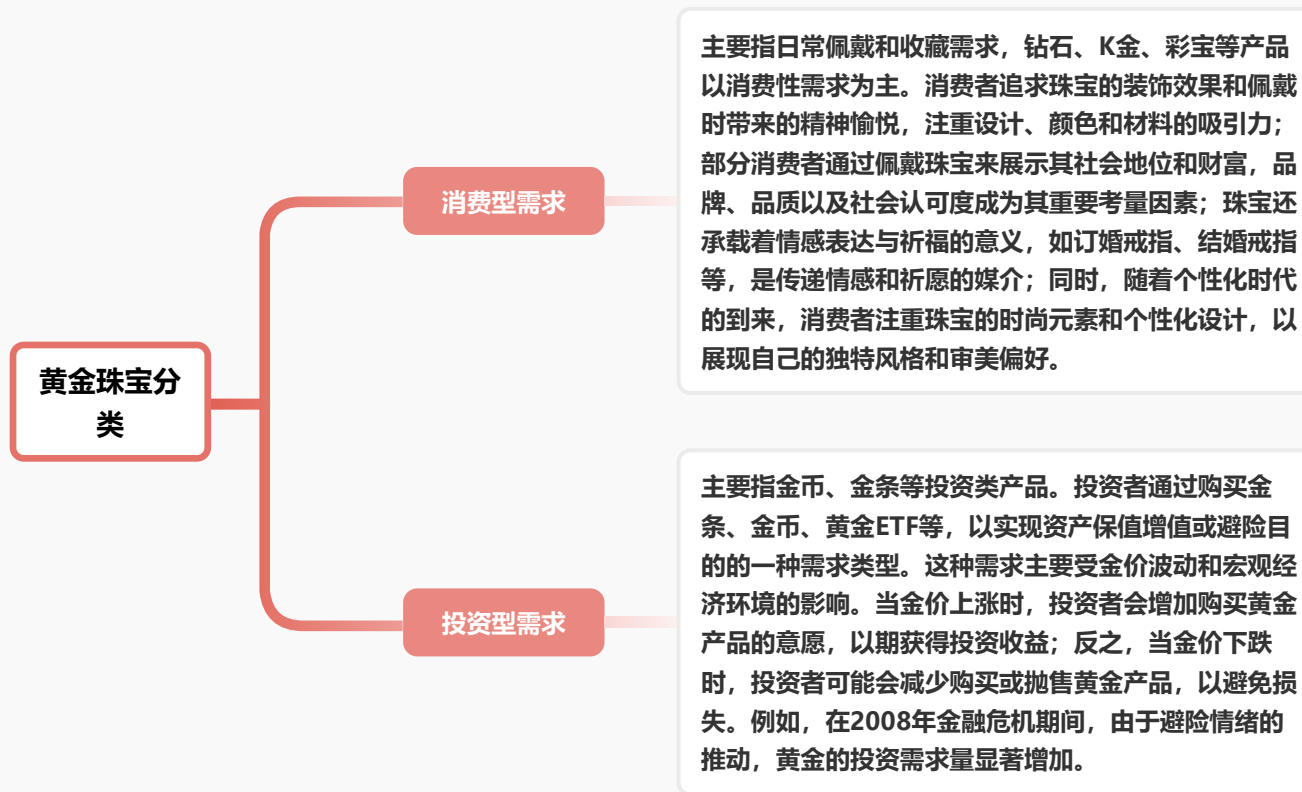 黄金珠宝分
类
消费型需求
主要指日常佩戴和收藏需求，钻石、K金、彩宝等产品
以消费性需求为主。消费者追求珠宝的装饰效果和佩戴
时带来的精神愉悦，注重设计、颜色和材料的吸引力；
部分消费者通过佩戴珠宝来展示其社会地位和财富，品
牌、品质以及社会认可度成为其重要考量因素；珠宝还
承载着情感表达与祈福的意义，如订婚戒指、结婚戒指
等，是传递情感和祈愿的媒介；同时，随着个性化时代
的到来，消费者注重珠宝的时尚元素和个性化设计，以
展现自己的独特风格和审美偏好。
投资型需求
主要指金币、金条等投资类产品。投资者通过购买金
条、金币、黄金ETF等，以实现资产保值增值或避险目
的的一种需求类型。这种需求主要受金价波动和宏观经
济环境的影响。当金价上涨时，投资者会增加购买黄金
产品的意愿，以期获得投资收益；反之，当金价下跌
时，投资者可能会减少购买或抛售黄金产品，以避免损
失。例如，在2008年金融危机期间，由于避险情绪的
推动，黄金的投资需求量显著增加。